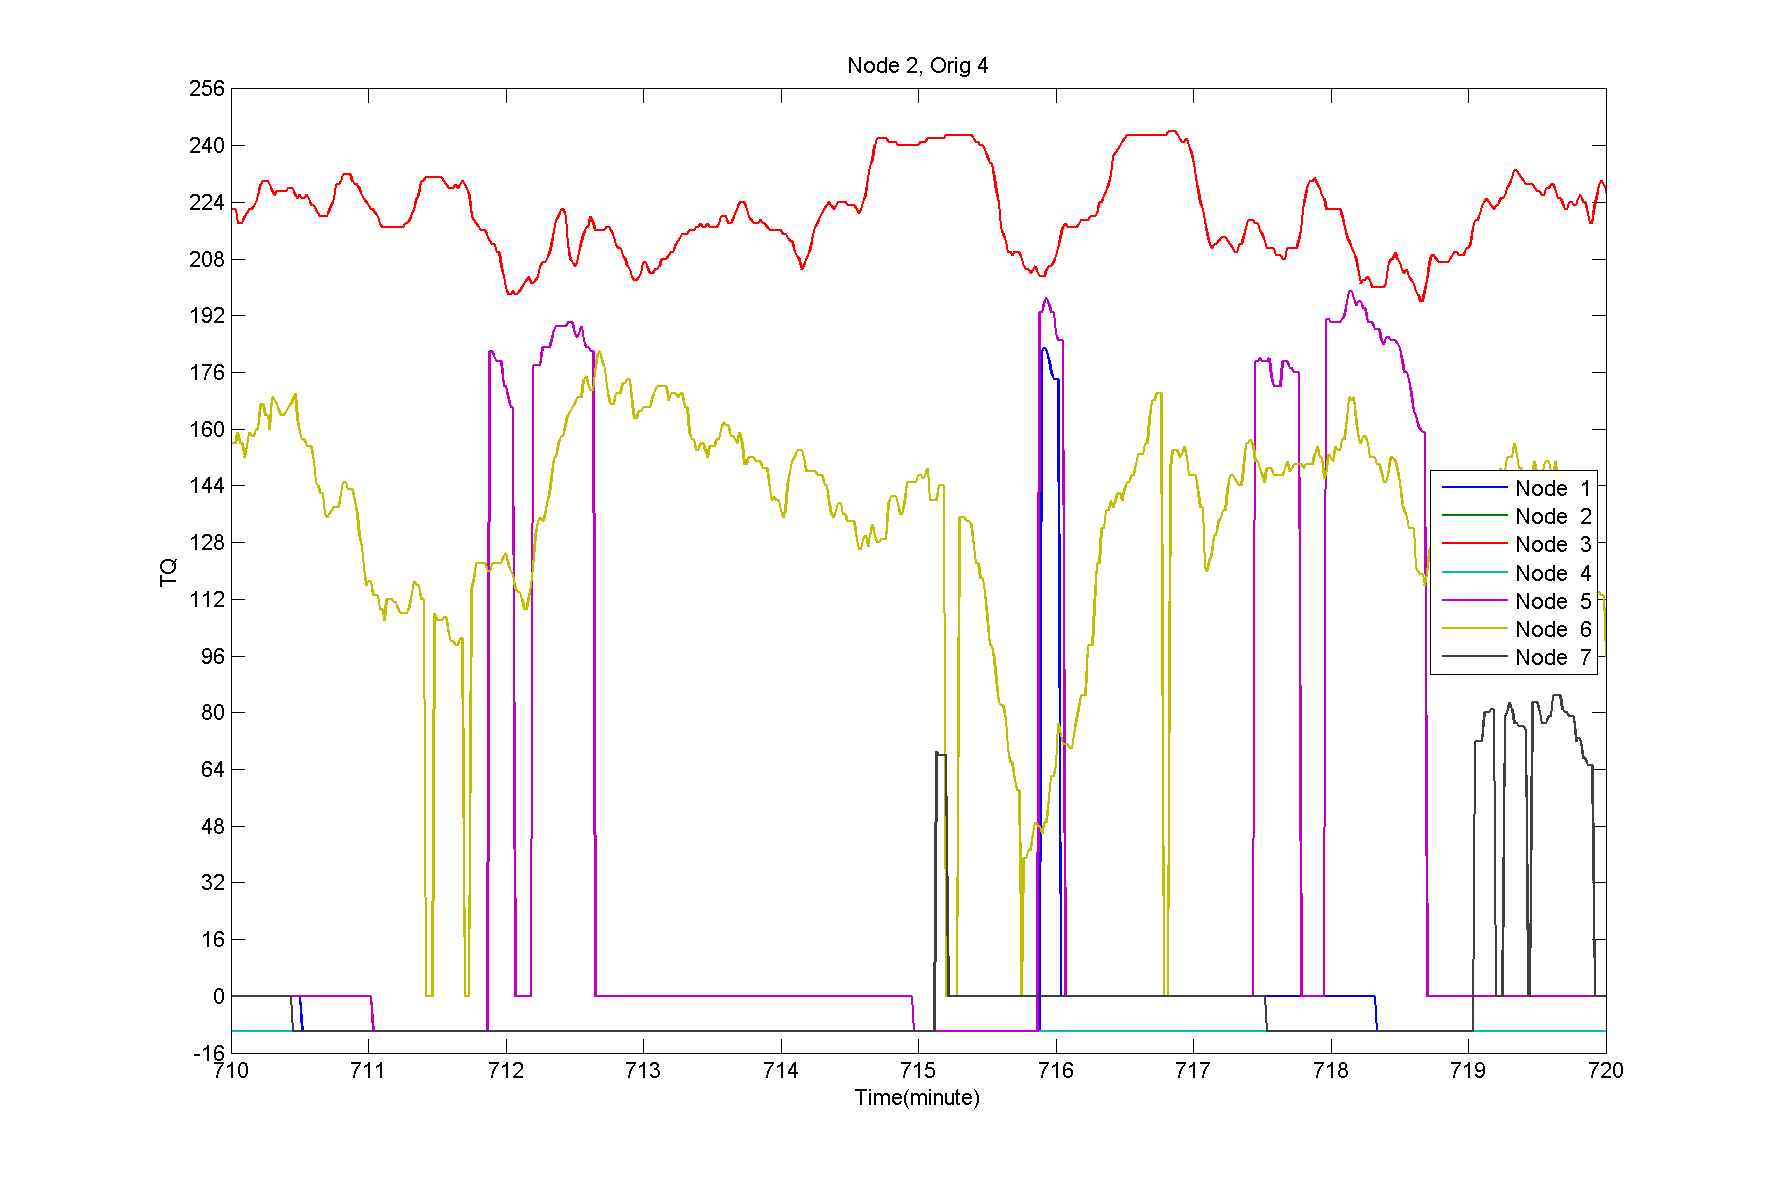 Node 2, Orig 4
256
240
224
208
192
176
160
144
128
112
96
80
64
48
32
16
0
-16
TQ
710 711 712 713 714 715 716 717 718 719 720
Time(minute)
Node 1
Node 2
Node 3
Node 4
Node 5
Node 6
Node 7